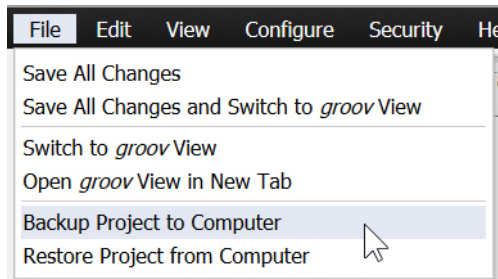 File Edit View Configure Security He
Save All Changes
Save All Changes and Switch to groov View
Switch to groov View
Open groov View in New Tab
Backup Project to Computer
Restore Project from Computer